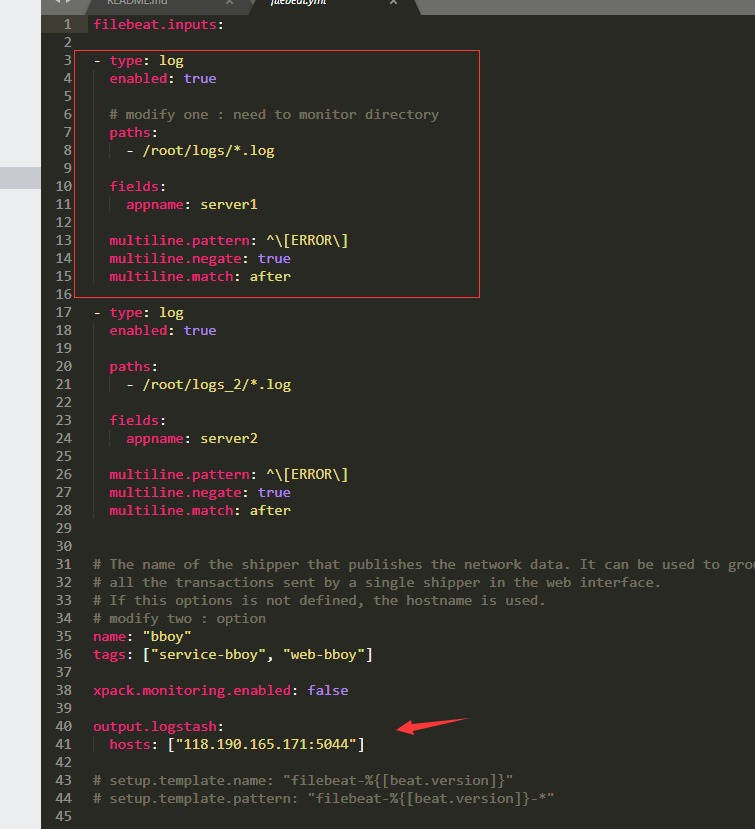 README.md
filebeat.yml
1 filebeat.inputs:
2
3 - type: log
4 enabled: true
5
6 # modify one : need to monitor directory
7 paths:
8 - /root/logs/*.log
9
10 fields:
11 appname: server1
12
13 multiline.pattern: ^\[ERROR\]
14 multiline.negate: true
15 multiline.match: after
16
17 - type: log
18 enabled: true
19
20 paths:
21 - /root/logs_2/*.log
22
23 fields:
24 appname: server2
25
26 multiline.pattern: ^\[ERROR\]
27 multiline.negate: true
28 multiline.match: after
29
30
31 # The name of the shipper that publishes the network data. It can be used to grou
32 # all the transactions sent by a single shipper in the web interface.
33 # If this options is not defined, the hostname is used.
34 # modify two : option
35 name: "bboy"
36 tags: ["service-bboy", "web-bboy"]
37
38 xpack.monitoring.enabled: false
39
40 output.logstash:
41 hosts: ["118.190.165.171:5044"]
42
43 # setup.template.name: "filebeat-%{[beat.version]}"
44 # setup.template.pattern: "filebeat-%{[beat.version]}-*"
45